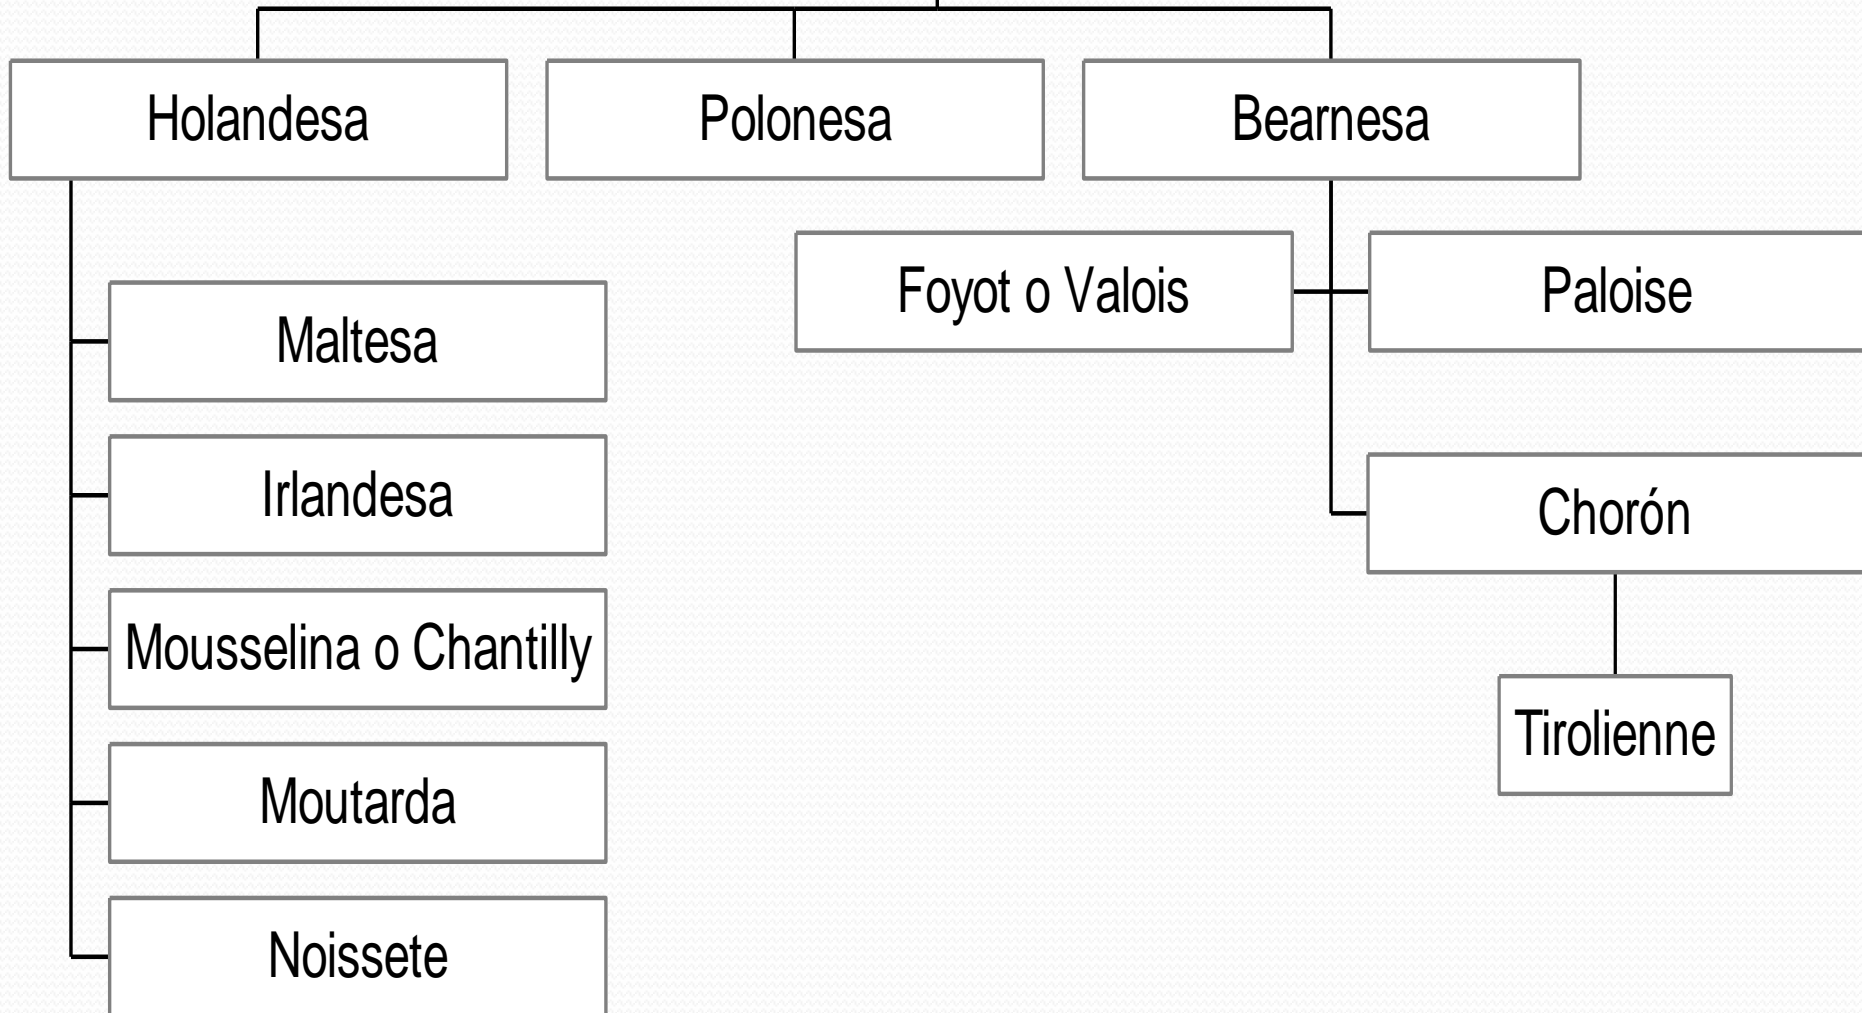 Holandesa
Polonesa
Bearnesa
Foyot o Valois
Paloise
Maltesa
Irlandesa
Chorón
Mousselina o Chantilly
Tirolienne
Moutarda
Noissete